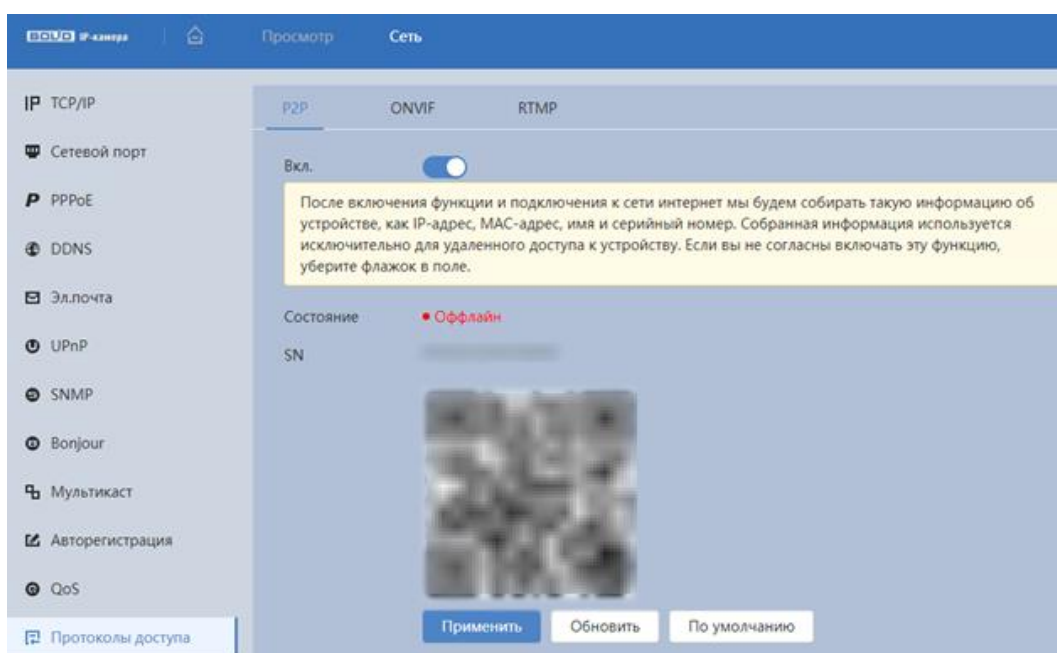 BOLID IP-камера
Просмотр
Сеть
TCP/IP
Сетевой порт
PPPoE
DDNS
Эл.почта
UPnP
SNMP
Bonjour
Мультикаст
Авторегистрация
QoS
Протоколы доступа
P2P
ONVIF
RTMP
Вкл.
После включения функции и подключения к сети интернет мы будем собирать такую информацию об
устройстве, как IP-адрес, MAC-адрес, имя и серийный номер. Собранная информация используется
исключительно для удаленного доступа к устройству. Если вы не согласны включать эту функцию,
уберите флажок в поле.
Состояние
Оффлайн
SN
Применить
Обновить
По умолчанию